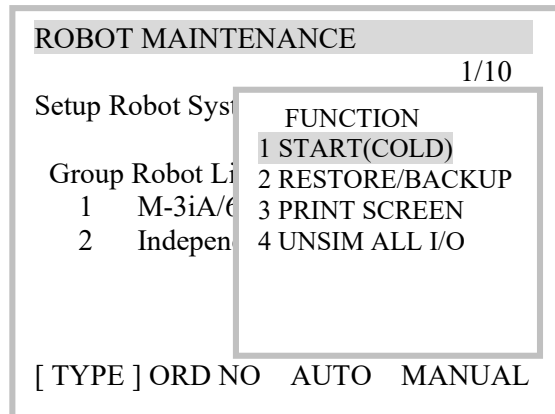 ROBOT MAINTENANCE
1/10
Setup Robot Syst
Group Robot Li
1 M-3iA/6
2 Indepen
FUNCTION
1 START(COLD)
2 RESTORE/BACKUP
3 PRINT SCREEN
4 UNSIM ALL I/O
[ TYPE ] ORD NO AUTO MANUAL